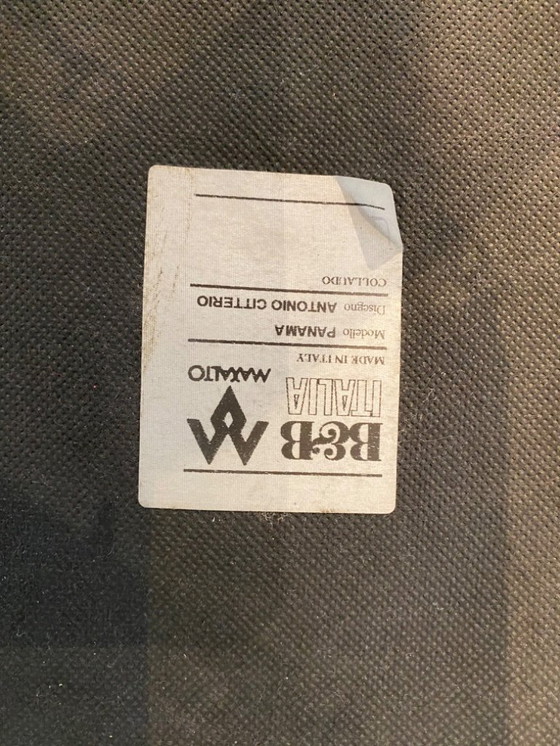 B&B
ITALIA
MAXALTO
MADE IN ITALY
Modello PANAMA
Disegno ANTONIO CITTERIO
COLLAUDO